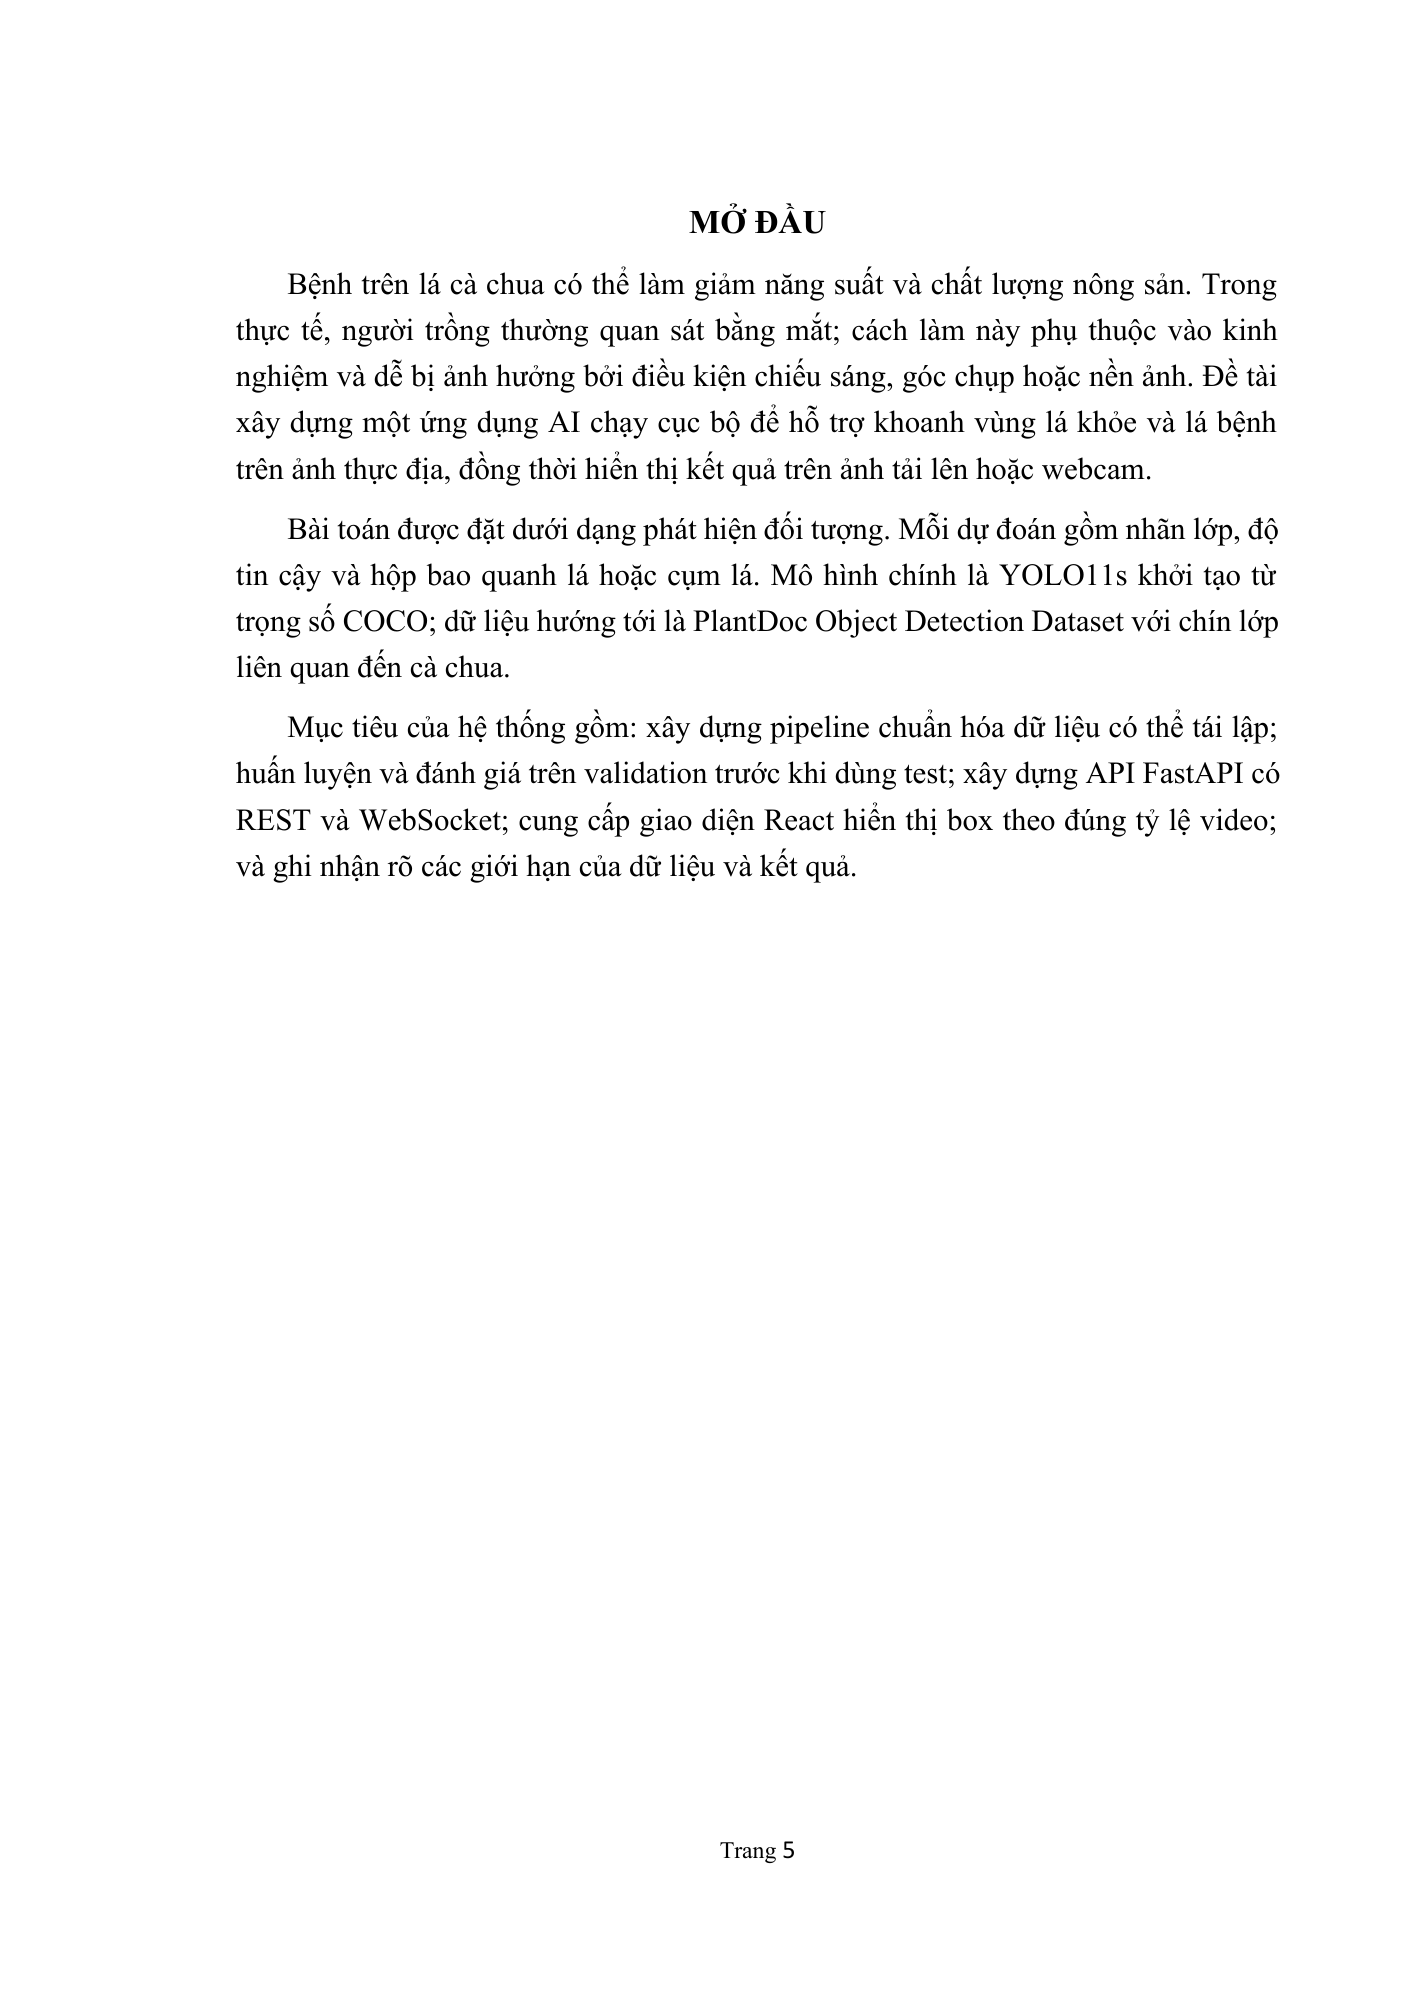 MỞ ĐẦU
Bệnh trên lá cà chua có thể làm giảm năng suất và chất lượng nông sản. Trong
thực tế, người trồng thường quan sát bằng mắt; cách làm này phụ thuộc vào kinh
nghiệm và dễ bị ảnh hưởng bởi điều kiện chiếu sáng, góc chụp hoặc nền ảnh. Đề tài
xây dựng một ứng dụng AI chạy cục bộ để hỗ trợ khoanh vùng lá khỏe và lá bệnh
trên ảnh thực địa, đồng thời hiển thị kết quả trên ảnh tải lên hoặc webcam.
Bài toán được đặt dưới dạng phát hiện đối tượng. Mỗi dự đoán gồm nhãn lớp, độ
tin cậy và hộp bao quanh lá hoặc cụm lá. Mô hình chính là YOLO11s khởi tạo từ
trọng số COCO; dữ liệu hướng tới là PlantDoc Object Detection Dataset với chín lớp
liên quan đến cà chua.
Mục tiêu của hệ thống gồm: xây dựng pipeline chuẩn hóa dữ liệu có thể tái lập;
huấn luyện và đánh giá trên validation trước khi dùng test; xây dựng API FastAPI có
REST và WebSocket; cung cấp giao diện React hiển thị box theo đúng tỷ lệ video;
và ghi nhận rõ các giới hạn của dữ liệu và kết quả.
Trang 5